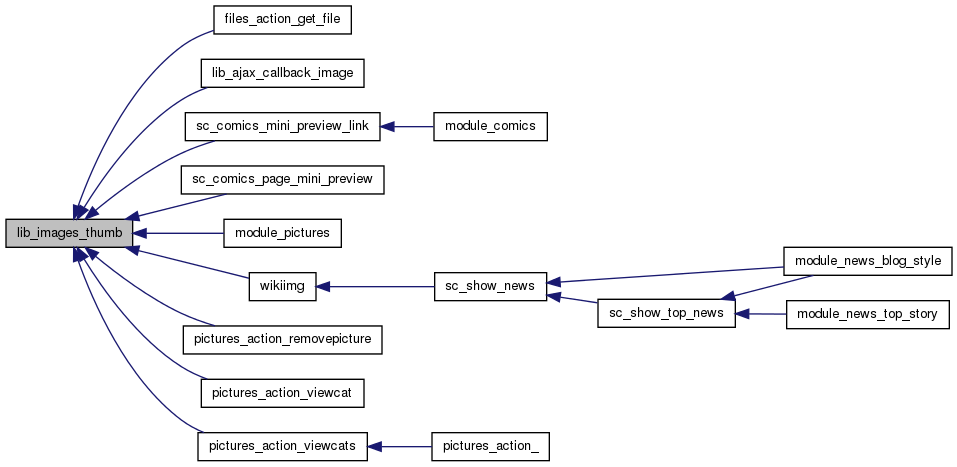 files_action_get_file
lib_ajax_callback_image
sc_comics_mini_preview_link
module_comics
sc_comics_page_mini_preview
lib_images_thumb
module_pictures
wikiimg
sc_show_news
module_news_blog_style
sc_show_top_news
module_news_top_story
pictures_action_removepicture
pictures_action_viewcat
pictures_action_viewcats
pictures_action_